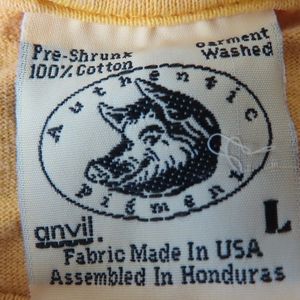 Pre-Shrunk Garment
100% Cotton Washed
Authentic
Pigment
anvil. L
Fabric Made In USA
Assembled In Honduras